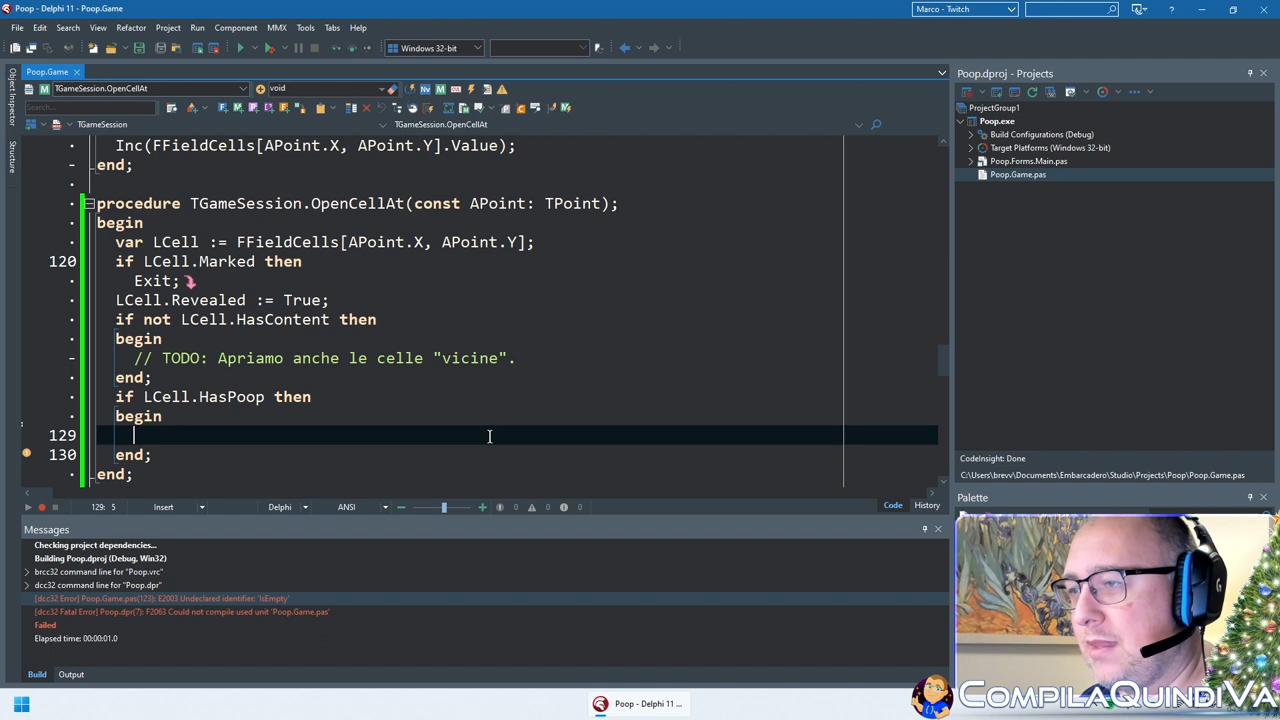 Poop - Delphi 11 - Poop.Game
Marco - Twitch
File Edit Search View Refactor Project Run Component MMX Tools Tabs Help
Windows 32-bit
Poop.Game
TGameSession.OpenCellAt
void
Search...
TGameSession
TGameSession.OpenCellAt
Object Inspector
Structure
Inc(FFieldCells[APoint.X, APoint.Y].Value);
end;
procedure TGameSession.OpenCellAt(const APoint: TPoint);
begin
var LCell := FFieldCells[APoint.X, APoint.Y];
120 if LCell.Marked then
Exit;
LCell.Revealed := True;
if not LCell.HasContent then
begin
// TODO: Apriamo anche le celle "vicine".
end;
if LCell.HasPoop then
begin
129
130 end;
end;
129: 5 Insert Delphi ANSI 0 0 0 Code History
Messages
Checking project dependencies...
Building Poop.dproj (Debug, Win32)
brcc32 command line for "Poop.vrc"
dcc32 command line for "Poop.dpr"
[dcc32 Error] Poop.Game.pas(123): E2003 Undeclared identifier: 'IsEmpty'
[dcc32 Fatal Error] Poop.dpr(7): F2063 Could not compile used unit 'Poop.Game.pas'
Failed
Elapsed time: 00:00:01.0
Build Output
Poop.dproj - Projects
ProjectGroup1
Poop.exe
Build Configurations (Debug)
Target Platforms (Windows 32-bit)
Poop.Forms.Main.pas
Poop.Game.pas
CodeInsight: Done
C:\Users\brevv\Documents\Embarcadero\Studio\Projects\Poop\Poop.Game.pas
Palette
CompilaQuindiVa
Poop - Delphi 11 ...